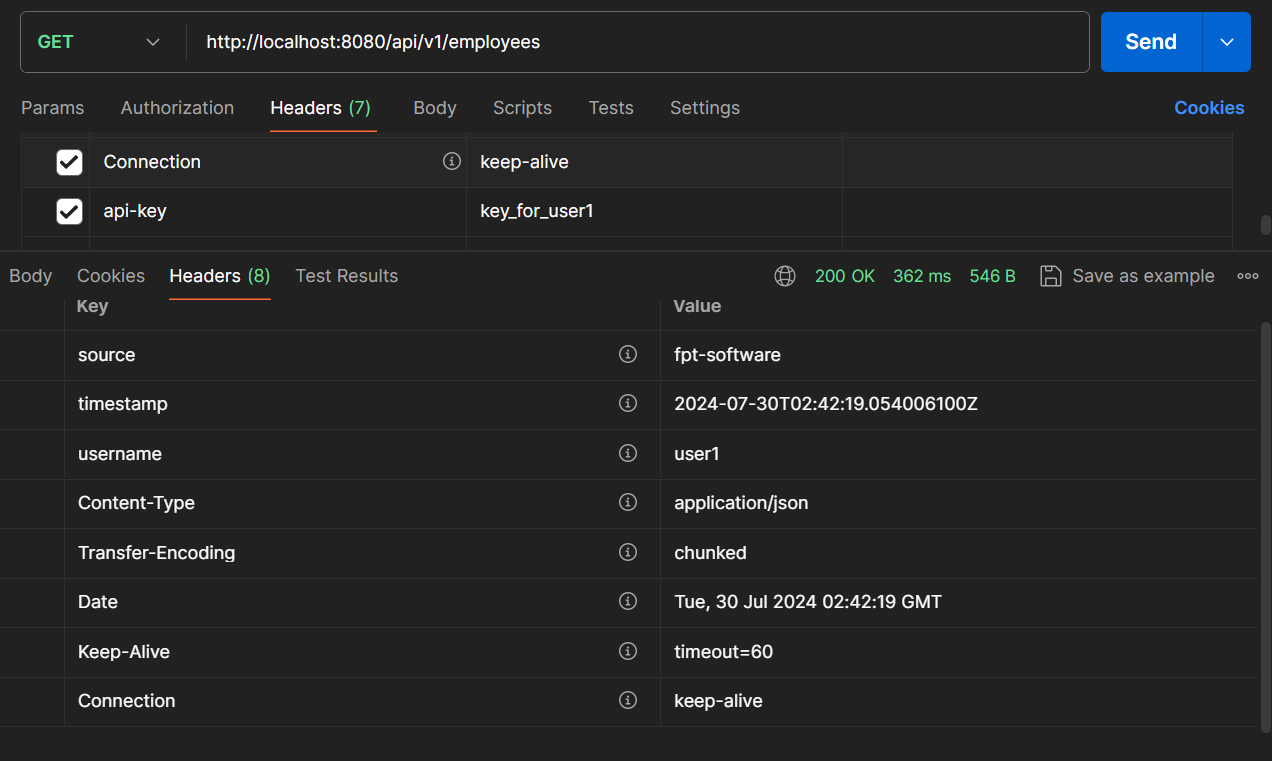 GET http://localhost:8080/api/v1/employees Send
Params Authorization Headers (7) Body Scripts Tests Settings Cookies
Connection keep-alive
api-key key_for_user1
Body Cookies Headers (8) Test Results 200 OK 362 ms 546 B Save as example
Key Value
source fpt-software
timestamp 2024-07-30T02:42:19.054006100Z
username user1
Content-Type application/json
Transfer-Encoding chunked
Date Tue, 30 Jul 2024 02:42:19 GMT
Keep-Alive timeout=60
Connection keep-alive